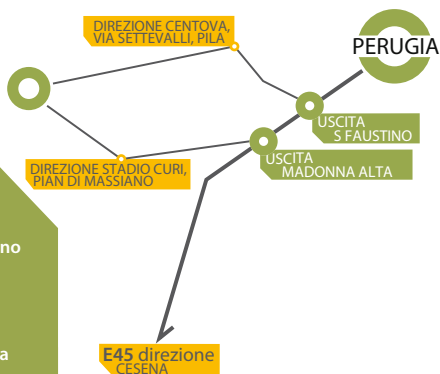 DIREZIONE CENTOVA,
VIA SETTEVALLI, PILA
PERUGIA
USCITA
S FAUSTINO
USCITA
MADONNA ALTA
DIREZIONE STADIO CURI,
PIAN DI MASSIANO
no
a
E45 direzione
CESENA